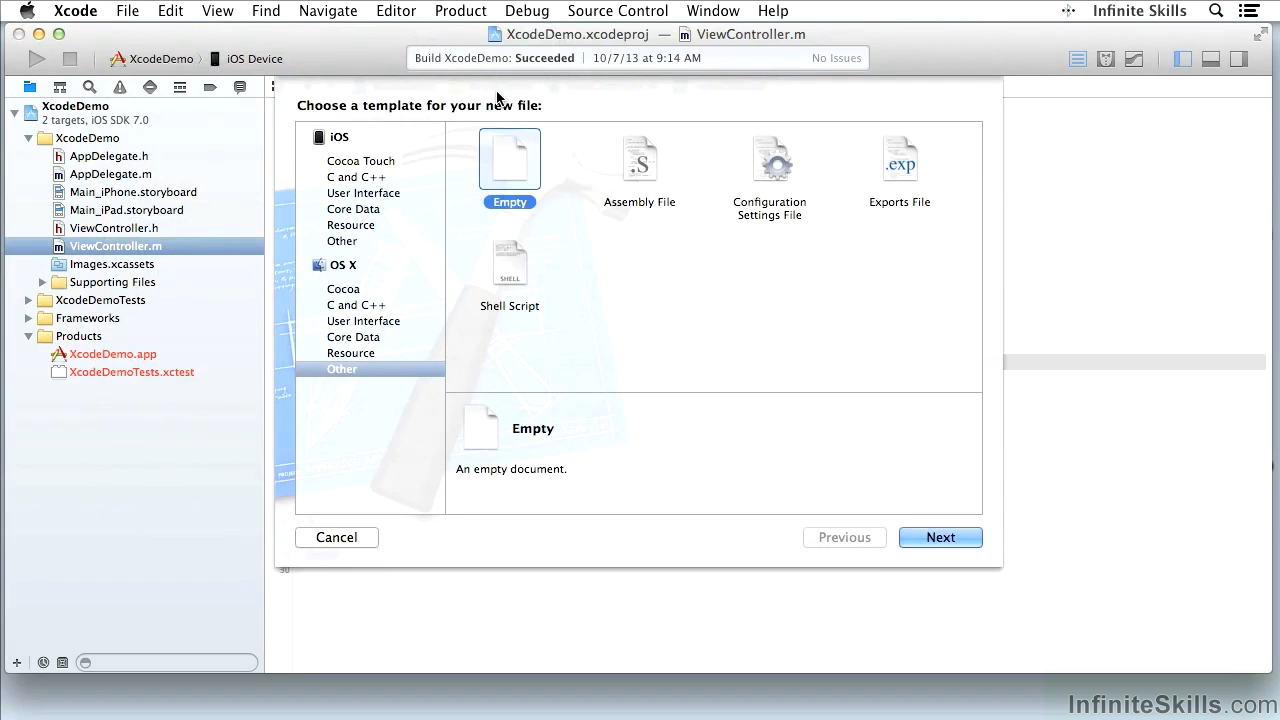 Xcode File Edit View Find Navigate Editor Product Debug Source Control Window Help Infinite Skills
XcodeDemo.xcodeproj — ViewController.m
XcodeDemo iOS Device
Build XcodeDemo: Succeeded 10/7/13 at 9:14 AM No Issues
XcodeDemo
2 targets, iOS SDK 7.0
XcodeDemo
AppDelegate.h
AppDelegate.m
Main_iPhone.storyboard
Main_iPad.storyboard
ViewController.h
ViewController.m
Images.xcassets
Supporting Files
XcodeDemoTests
Frameworks
Products
XcodeDemo.app
XcodeDemoTests.xctest
Choose a template for your new file:
iOS
Cocoa Touch
C and C++
User Interface
Core Data
Resource
Other
OS X
Cocoa
C and C++
User Interface
Core Data
Resource
Other
Empty
.S
Assembly File
Configuration
Settings File
.exp
Exports File
SHELL
Shell Script
Empty
An empty document.
Cancel Previous Next
30
InfiniteSkills.com